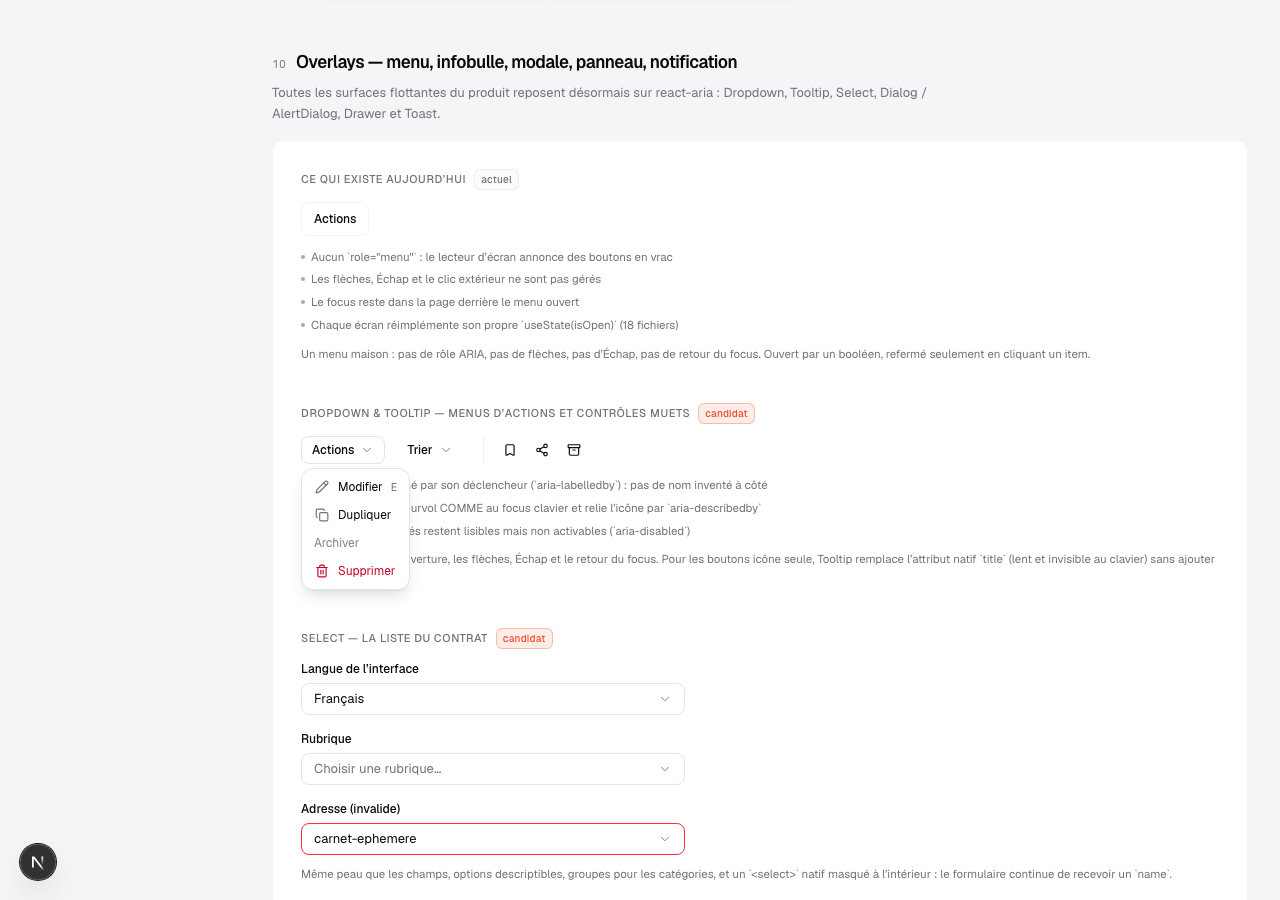 10 Overlays — menu, infobulle, modale, panneau, notification
Toutes les surfaces flottantes du produit reposent désormais sur react-aria : Dropdown, Tooltip, Select, Dialog /
AlertDialog, Drawer et Toast.
CE QUI EXISTE AUJOURD'HUI actuel
Actions
Aucun `role="menu"` : le lecteur d'écran annonce des boutons en vrac
Les flèches, Échap et le clic extérieur ne sont pas gérés
Le focus reste dans la page derrière le menu ouvert
Chaque écran réimplémente son propre `useState(isOpen)` (18 fichiers)
Un menu maison : pas de rôle ARIA, pas de flèches, pas d'Échap, pas de retour du focus. Ouvert par un booléen, refermé seulement en cliquant un item.
DROPDOWN & TOOLTIP — MENUS D'ACTIONS ET CONTRÔLES MUETS candidat
Actions Trier
Modifier E
Dupliquer
Archiver
Supprimer
é par son déclencheur (`aria-labelledby`) : pas de nom inventé à côté
urvol COMME au focus clavier et relie l'icône par `aria-describedby`
és restent lisibles mais non activables (`aria-disabled`)
verture, les flèches, Échap et le retour du focus. Pour les boutons icône seule, Tooltip remplace l'attribut natif `title` (lent et invisible au clavier) sans ajouter
SELECT — LA LISTE DU CONTRAT candidat
Langue de l'interface
Français
Rubrique
Choisir une rubrique…
Adresse (invalide)
carnet-ephemere
Même peau que les champs, options descriptibles, groupes pour les catégories, et un `<select>` natif masqué à l'intérieur : le formulaire continue de recevoir un `name`.
N